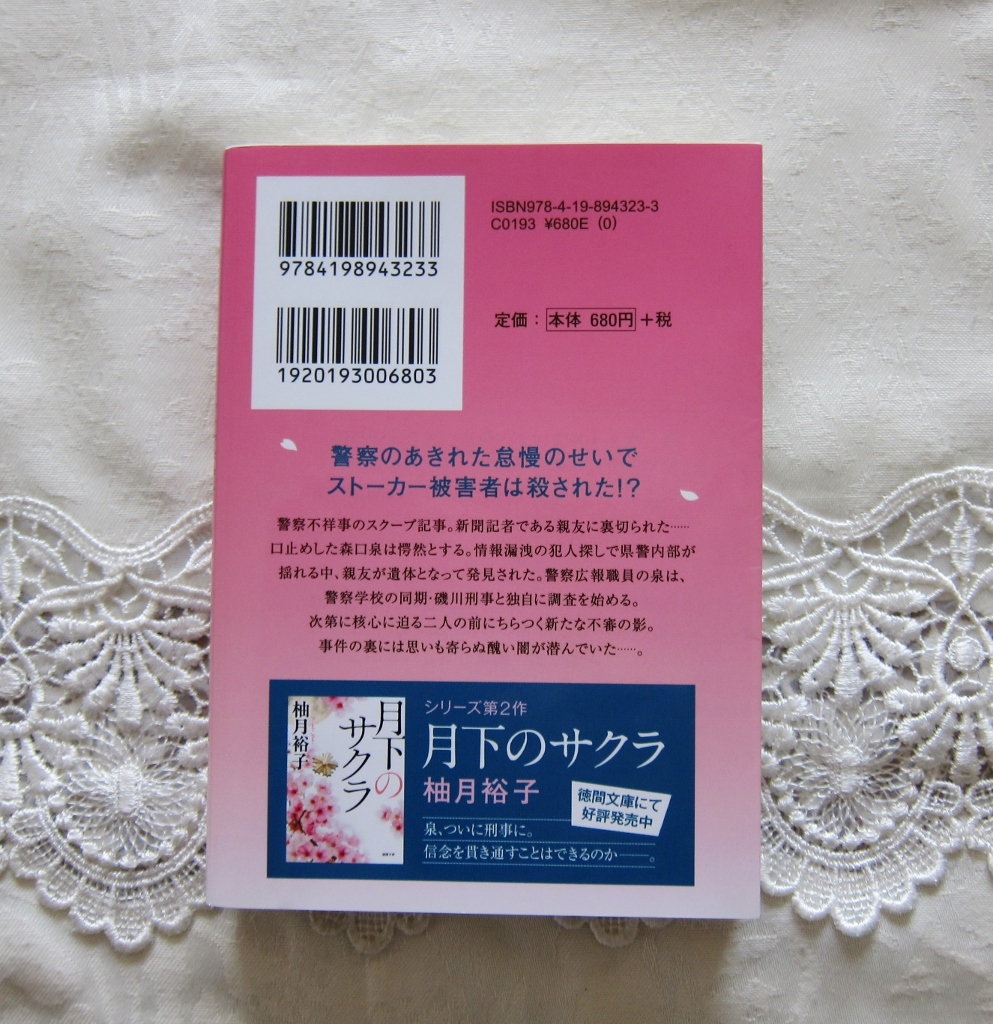 9784198943233
1920193006803
ISBN978-4-19-894323-3
C0193 ¥680E (0)
定価：本体 680円＋税
警察のあきれた怠慢のせいで
ストーカー被害者は殺された!?
警察不祥事のスクープ記事。新聞記者である親友に裏切られた……
口止めした森口泉は愕然とする。情報漏洩の犯人探しで県警内部が
揺れる中、親友が遺体となって発見された。警察広報職員の泉は、
警察学校の同期・磯川刑事と独自に調査を始める。
次第に核心に迫る二人の前にちらつく新たな不審の影。
事件の裏には思いも寄らぬ醜い闇が潜んでいた……。
月下の
サクラ
柚月裕子
シリーズ第2作
月下のサクラ
柚月裕子
徳間文庫にて
好評発売中
泉、ついに刑事に。
信念を貫き通すことはできるのか――。